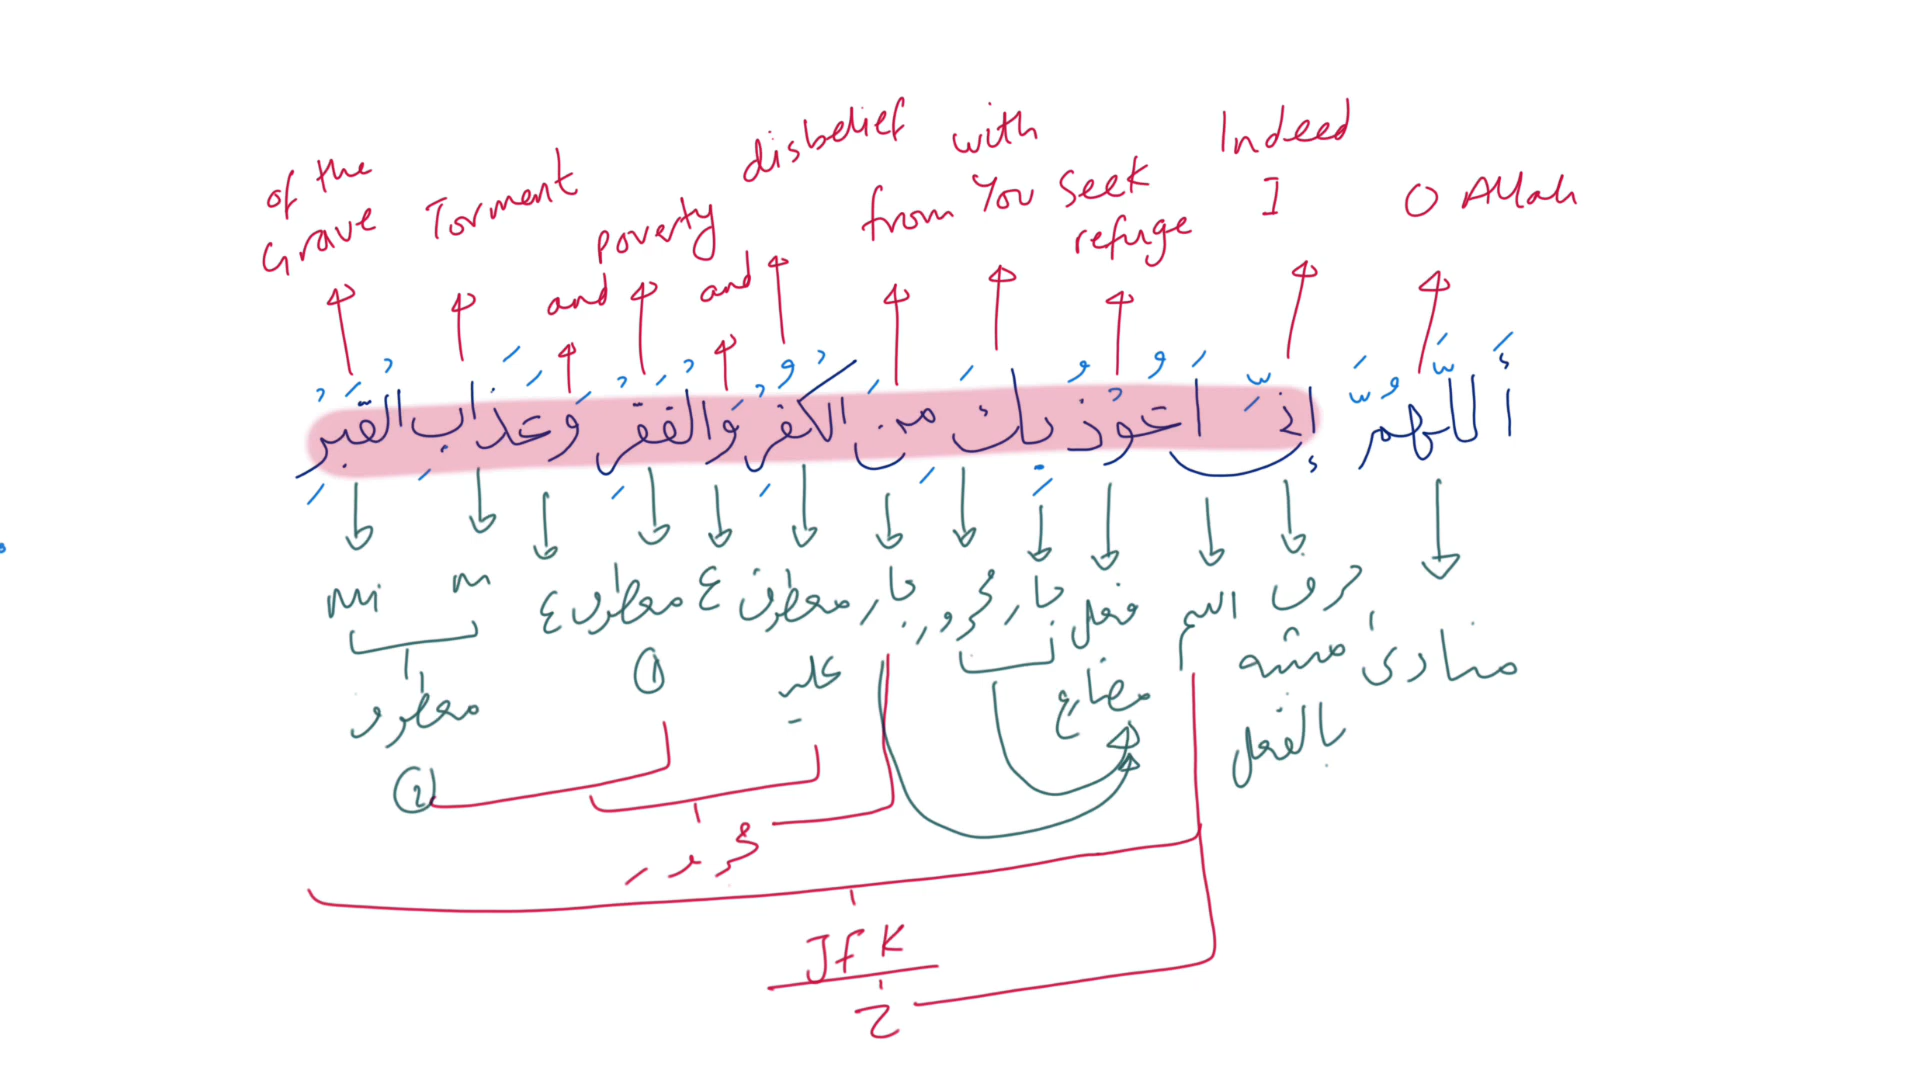 of the Grave Torment poverty disbelief with Indeed
and and from You Seek refuge I O Allah
أَللّٰهُمَّ إِنِّيْ أَعُوْذُ بِكَ مِنَ الْكُفْرِ وَالْفَقْرِ وَعَذَابِ الْقَبْرِ
منادىٰ حرف مشبه بالفعل اسم فعل مضارع جار مجرور جار معطوف عليه ع معطوف ع m Mi
① معطوف
②
مجرور
JfK
خ